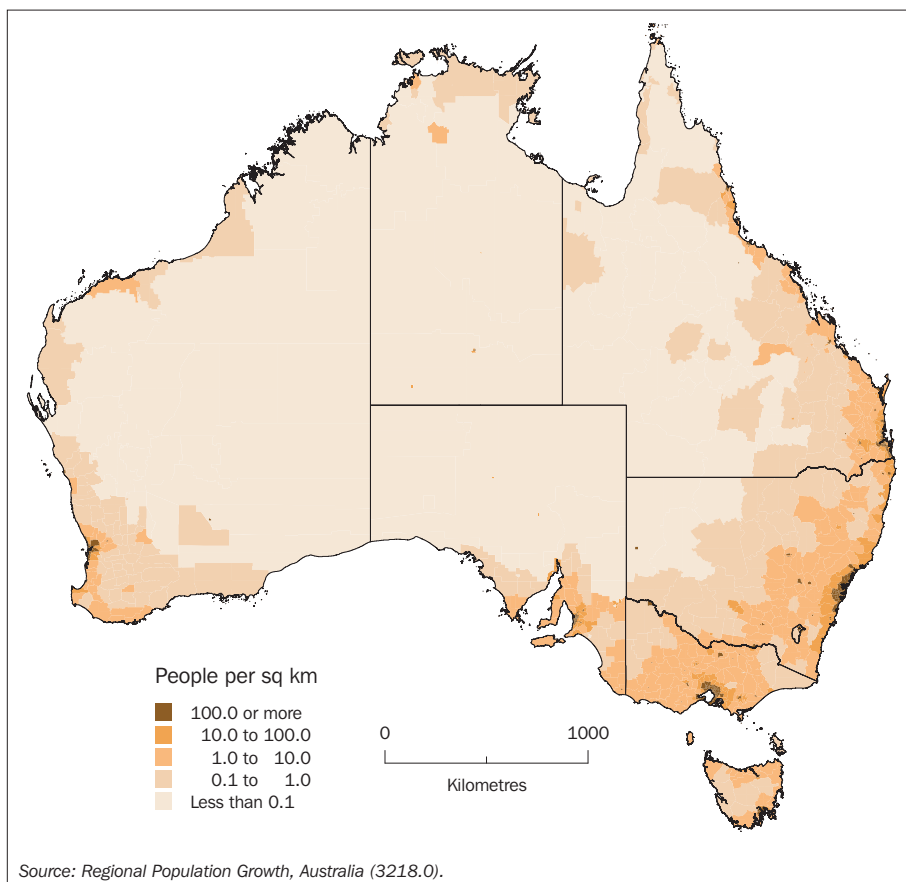 People per sq km
100.0 or more
10.0 to 100.0
1.0 to 10.0
0.1 to 1.0
Less than 0.1
0 1000
Kilometres
Source: Regional Population Growth, Australia (3218.0).